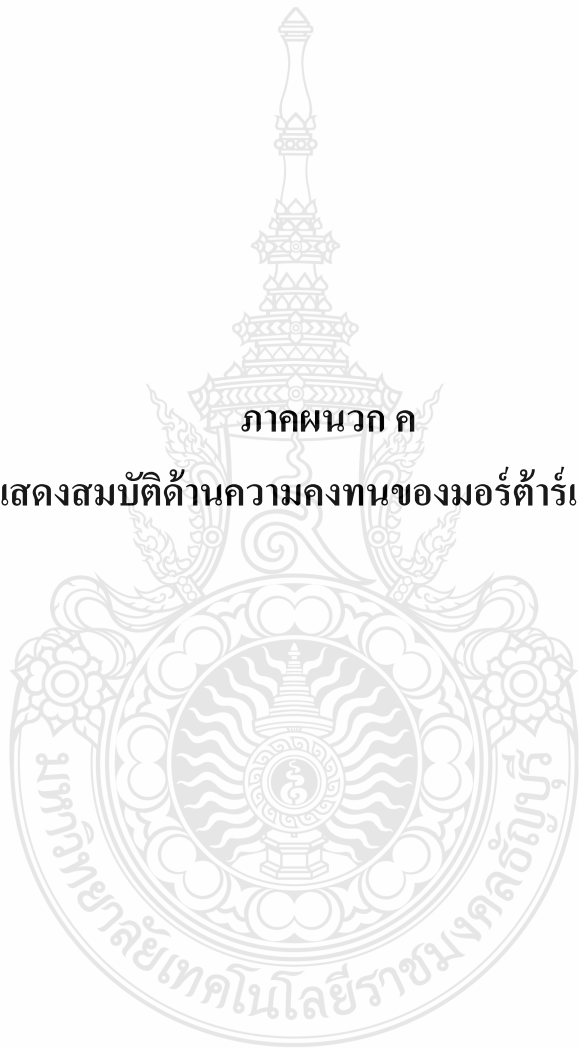 ภาคผนวก ค
แสดงสมบัติด้านความคงทนของมอร์ต้าร์เ
มหาวิทยาลัยเทคโนโลยีราชมงคลธัญบุรี